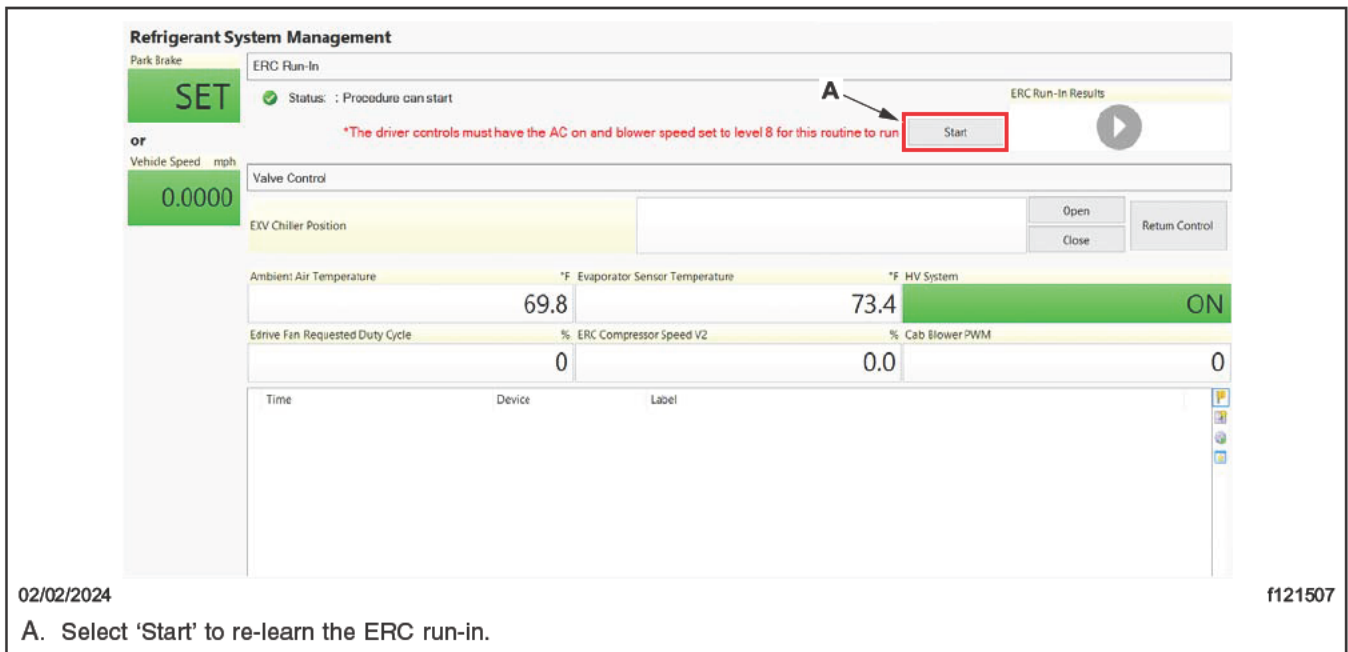 Refrigerant System Management
Park Brake
SET
or
Vehicle Speed mph
0.0000
ERC Run-In
Status: : Procedure can start
*The driver controls must have the AC on and blower speed set to level 8 for this routine to run
A
Start
ERC Run-In Results
Valve Control
EXV Chiller Position
Open
Close
Return Control
Ambient Air Temperature °F Evaporator Sensor Temperature °F HV System
69.8 73.4 ON
Edrive Fan Requested Duty Cycle % ERC Compressor Speed V2 % Cab Blower PWM
0 0.0 0
Time Device Label
02/02/2024 f121507
A. Select ‘Start’ to re-learn the ERC run-in.